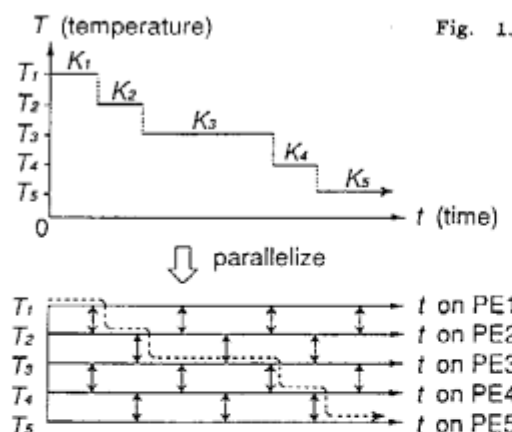 T (temperature) Fig. 1.
T1 K1
T2 K2
T3 K3
T4 K4
T5 K5
0 t (time)
parallelize
T1 t on PE1
T2 t on PE2
T3 t on PE3
T4 t on PE4
T5 t on PE5